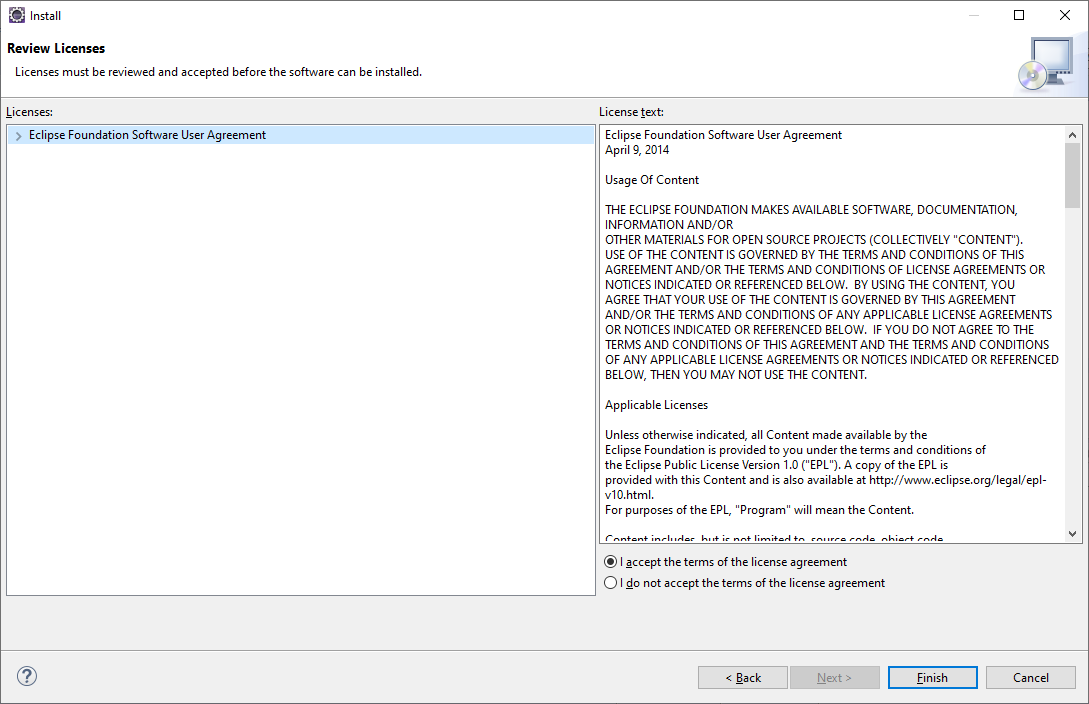 Install
Review Licenses
Licenses must be reviewed and accepted before the software can be installed.
Licenses:
Eclipse Foundation Software User Agreement
License text:
Eclipse Foundation Software User Agreement
April 9, 2014
Usage Of Content
THE ECLIPSE FOUNDATION MAKES AVAILABLE SOFTWARE, DOCUMENTATION,
INFORMATION AND/OR
OTHER MATERIALS FOR OPEN SOURCE PROJECTS (COLLECTIVELY "CONTENT").
USE OF THE CONTENT IS GOVERNED BY THE TERMS AND CONDITIONS OF THIS
AGREEMENT AND/OR THE TERMS AND CONDITIONS OF LICENSE AGREEMENTS OR
NOTICES INDICATED OR REFERENCED BELOW.  BY USING THE CONTENT, YOU
AGREE THAT YOUR USE OF THE CONTENT IS GOVERNED BY THIS AGREEMENT
AND/OR THE TERMS AND CONDITIONS OF ANY APPLICABLE LICENSE AGREEMENTS
OR NOTICES INDICATED OR REFERENCED BELOW.  IF YOU DO NOT AGREE TO THE
TERMS AND CONDITIONS OF THIS AGREEMENT AND THE TERMS AND CONDITIONS
OF ANY APPLICABLE LICENSE AGREEMENTS OR NOTICES INDICATED OR REFERENCED
BELOW, THEN YOU MAY NOT USE THE CONTENT.
Applicable Licenses
Unless otherwise indicated, all Content made available by the
Eclipse Foundation is provided to you under the terms and conditions of
the Eclipse Public License Version 1.0 ("EPL"). A copy of the EPL is
provided with this Content and is also available at http://www.eclipse.org/legal/epl-
v10.html.
For purposes of the EPL, "Program" will mean the Content.
Content includes, but is not limited to, source code, object code,
I accept the terms of the license agreement
I do not accept the terms of the license agreement
?
< Back
Next >
Finish
Cancel